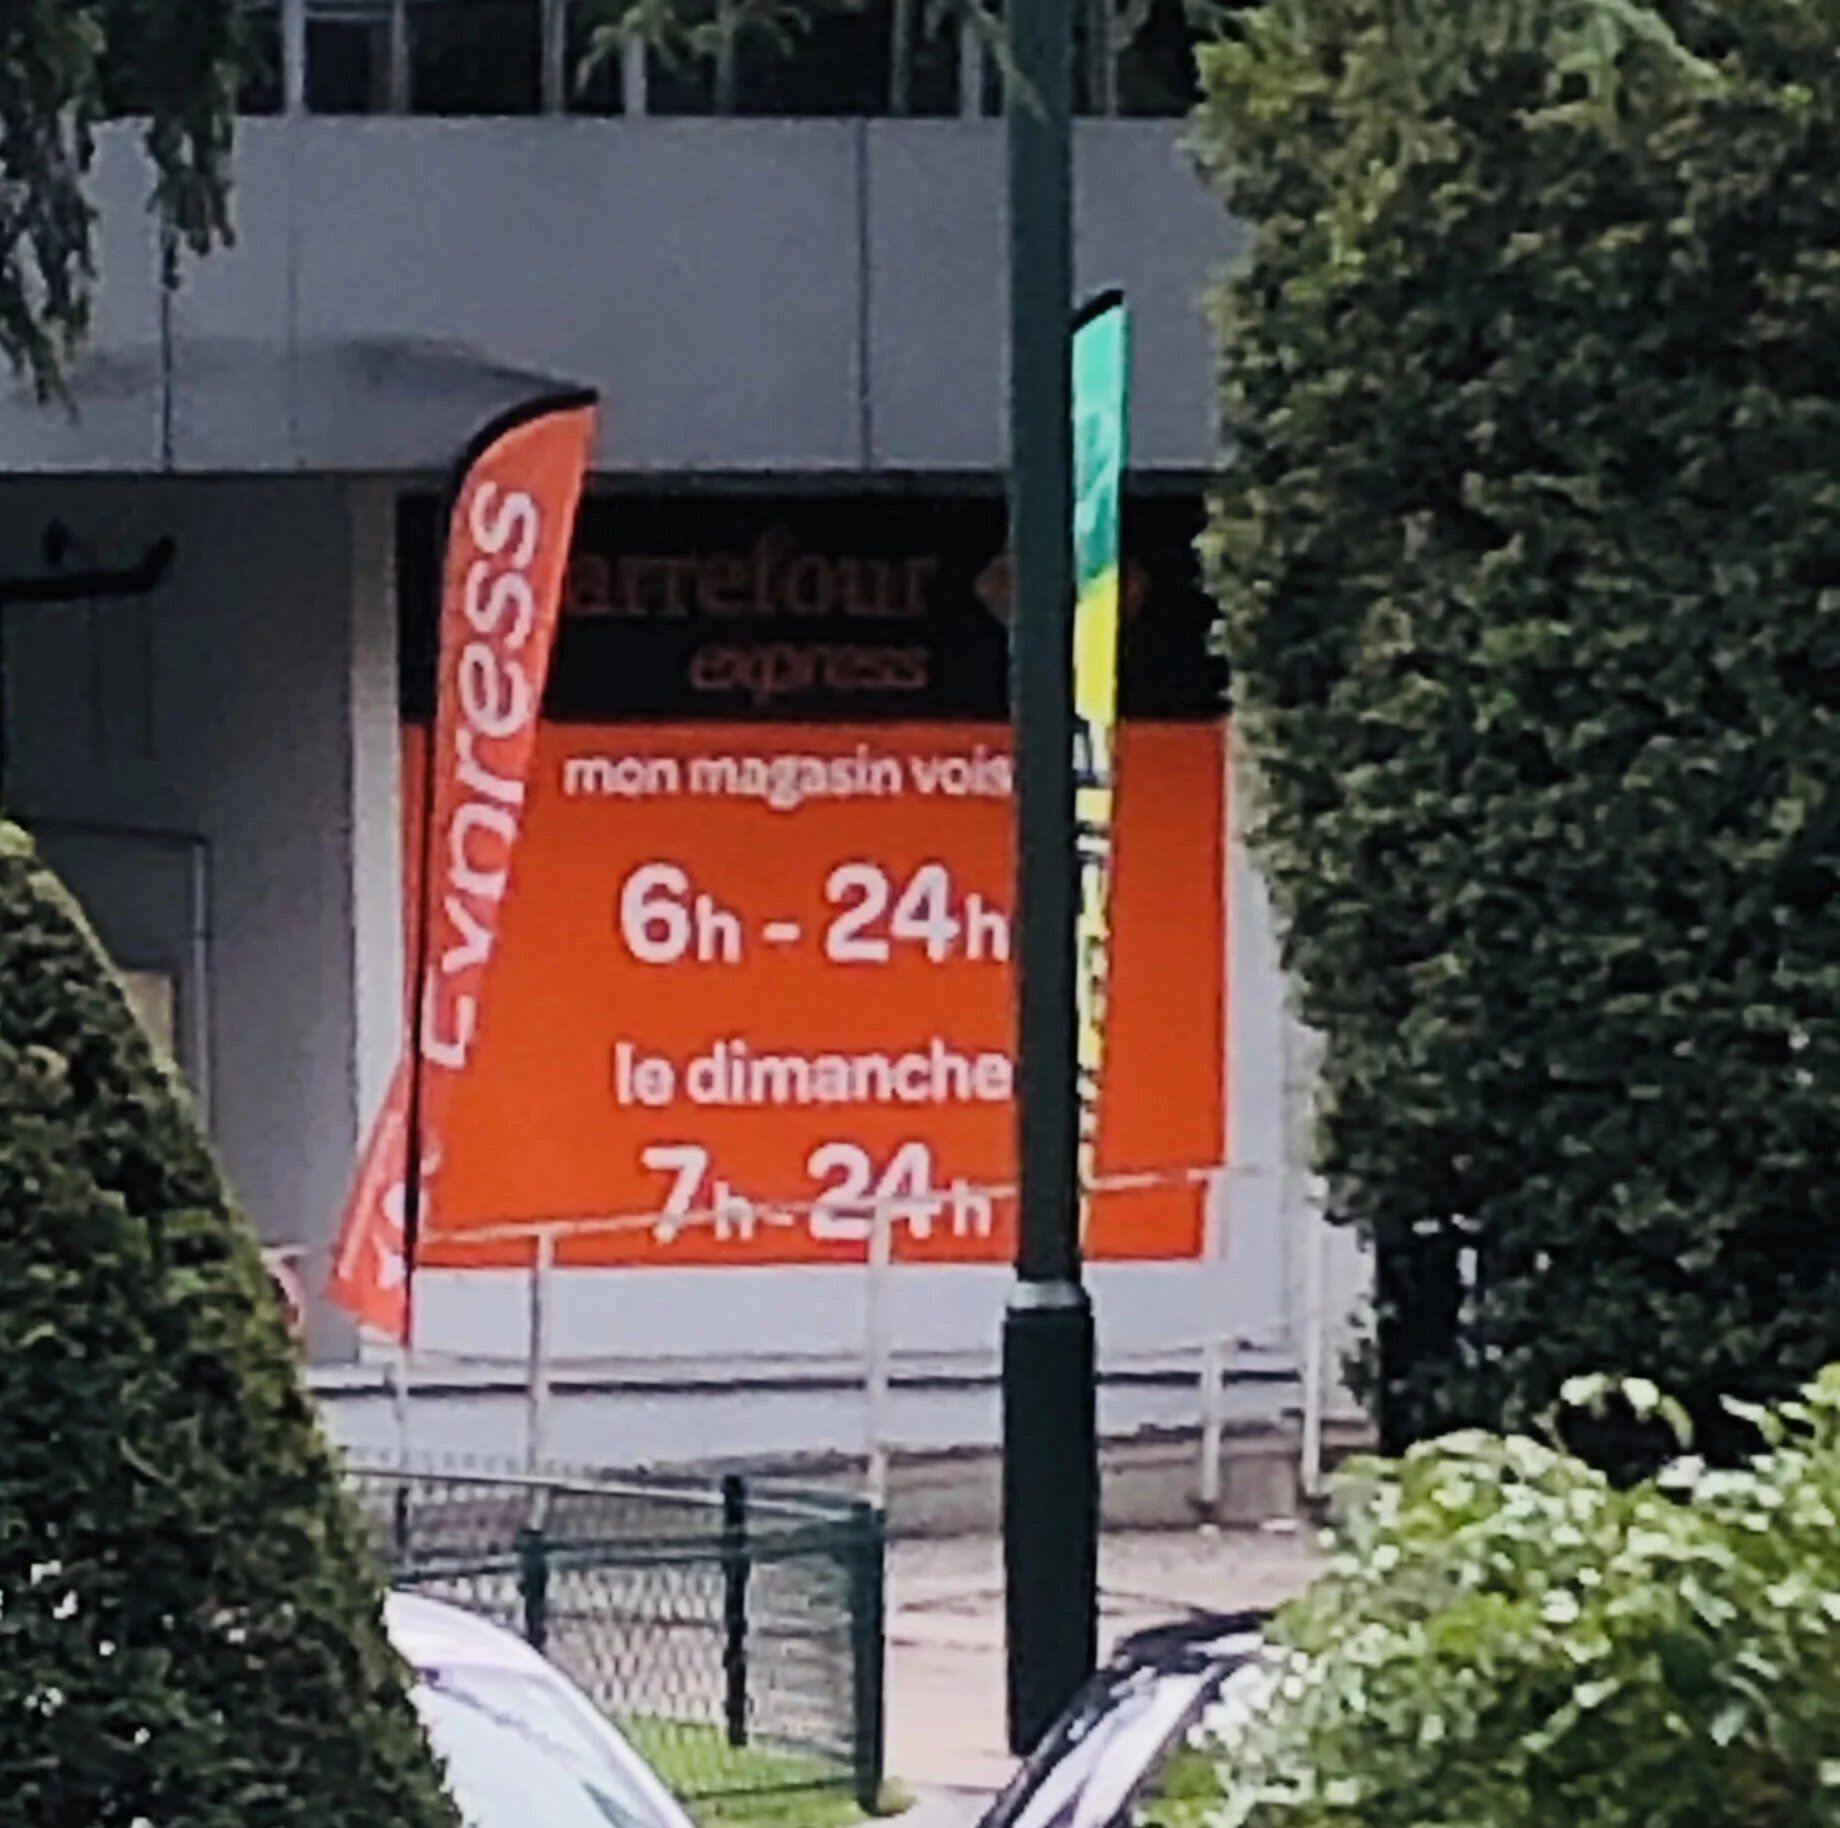 Express
arrefour
express
mon magasin vois
6h - 24h
le dimanche
7h - 24h